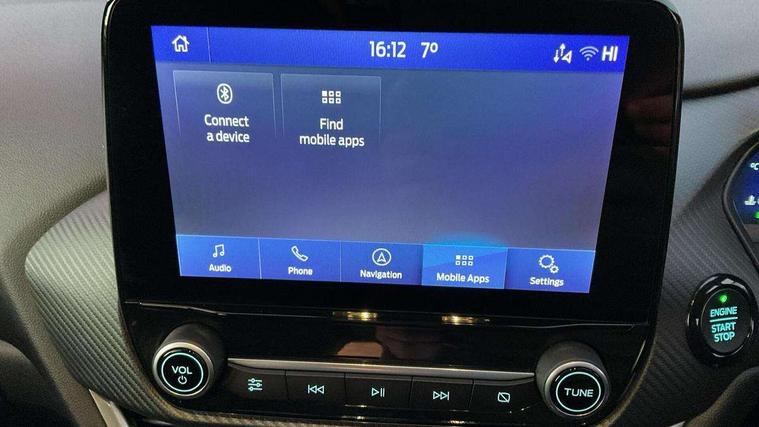 16:12 7° HI
Connect
a device
Find
mobile apps
Audio
Phone
Navigation
Mobile Apps
Settings
VOL
TUNE
ENGINE
START
STOP
°C